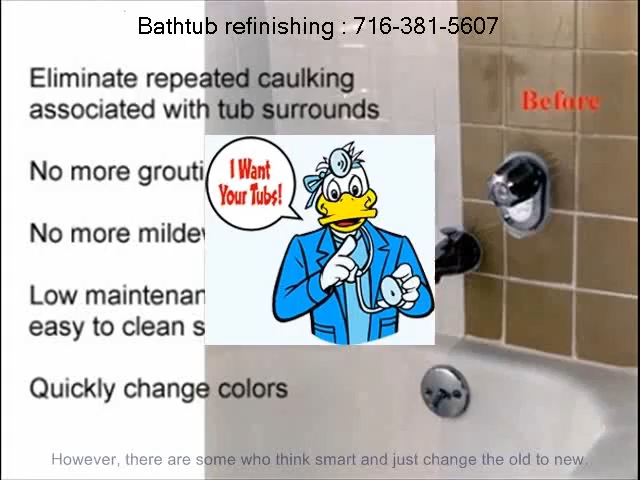 Bathtub refinishing : 716-381-5607
Eliminate repeated caulking
associated with tub surrounds
Before
No more grouti
I Want
Your Tubs!
No more milde
Low maintenan
easy to clean s
Quickly change colors
However, there are some who think smart and just change the old to new..